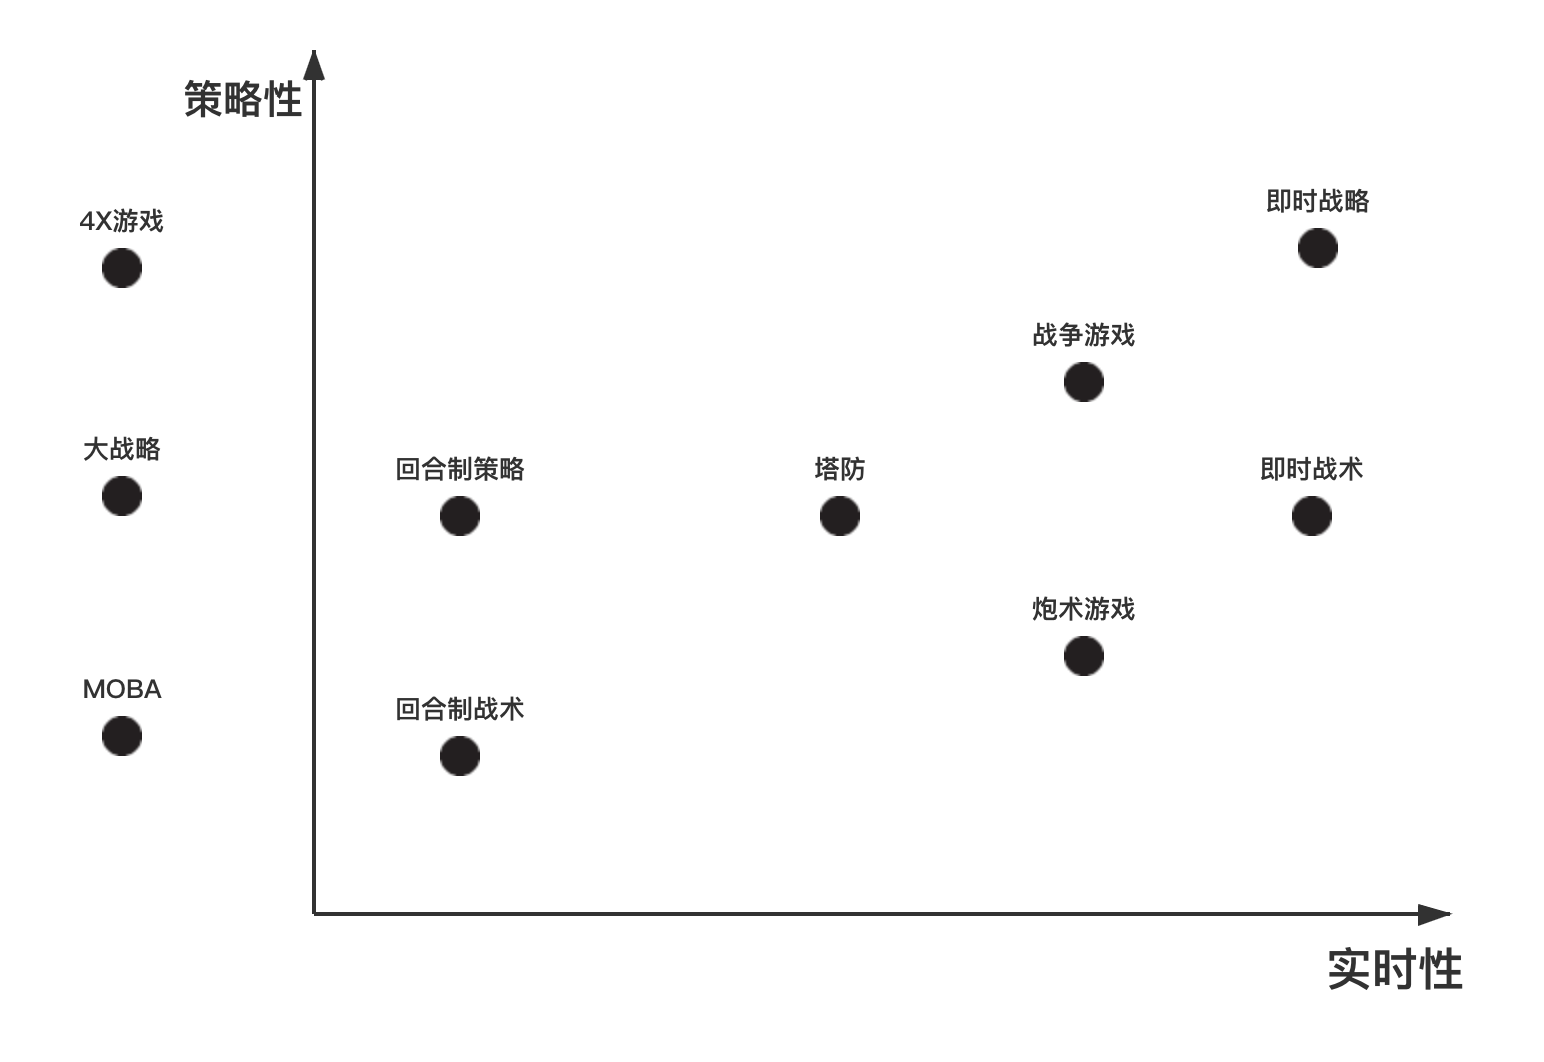 策略性
即时战略
4X游戏
战争游戏
大战略
回合制策略
塔防
即时战术
炮术游戏
MOBA
回合制战术
实时性